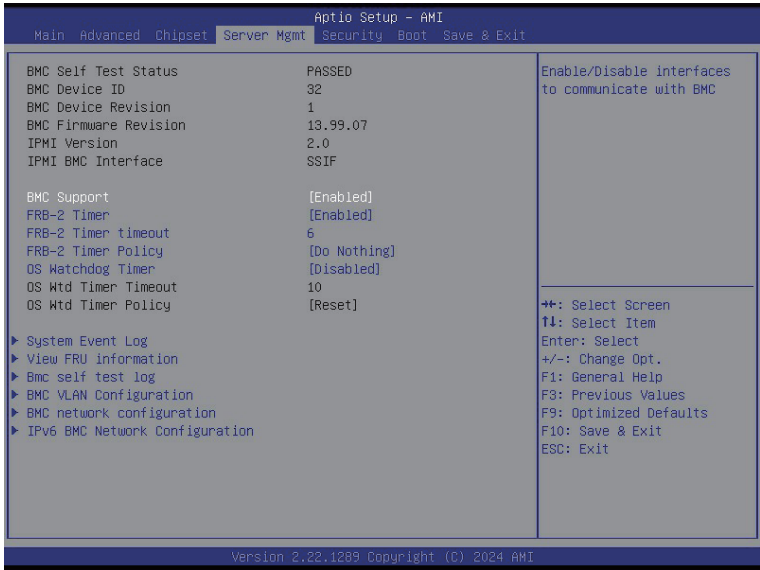 Aptio Setup – AMI
Main Advanced Chipset Server Mgmt Security Boot Save & Exit
BMC Self Test Status PASSED
BMC Device ID 32
BMC Device Revision 1
BMC Firmware Revision 13.99.07
IPMI Version 2.0
IPMI BMC Interface SSIF
BMC Support [Enabled]
FRB-2 Timer [Enabled]
FRB-2 Timer timeout 6
FRB-2 Timer Policy [Do Nothing]
OS Watchdog Timer [Disabled]
OS Wtd Timer Timeout 10
OS Wtd Timer Policy [Reset]
System Event Log
View FRU information
Bmc self test log
BMC VLAN Configuration
BMC network configuration
IPv6 BMC Network Configuration
Enable/Disable interfaces
to communicate with BMC
→←: Select Screen
↑↓: Select Item
Enter: Select
+/-: Change Opt.
F1: General Help
F3: Previous Values
F9: Optimized Defaults
F10: Save & Exit
ESC: Exit
Version 2.22.1289 Copyright (C) 2024 AMI